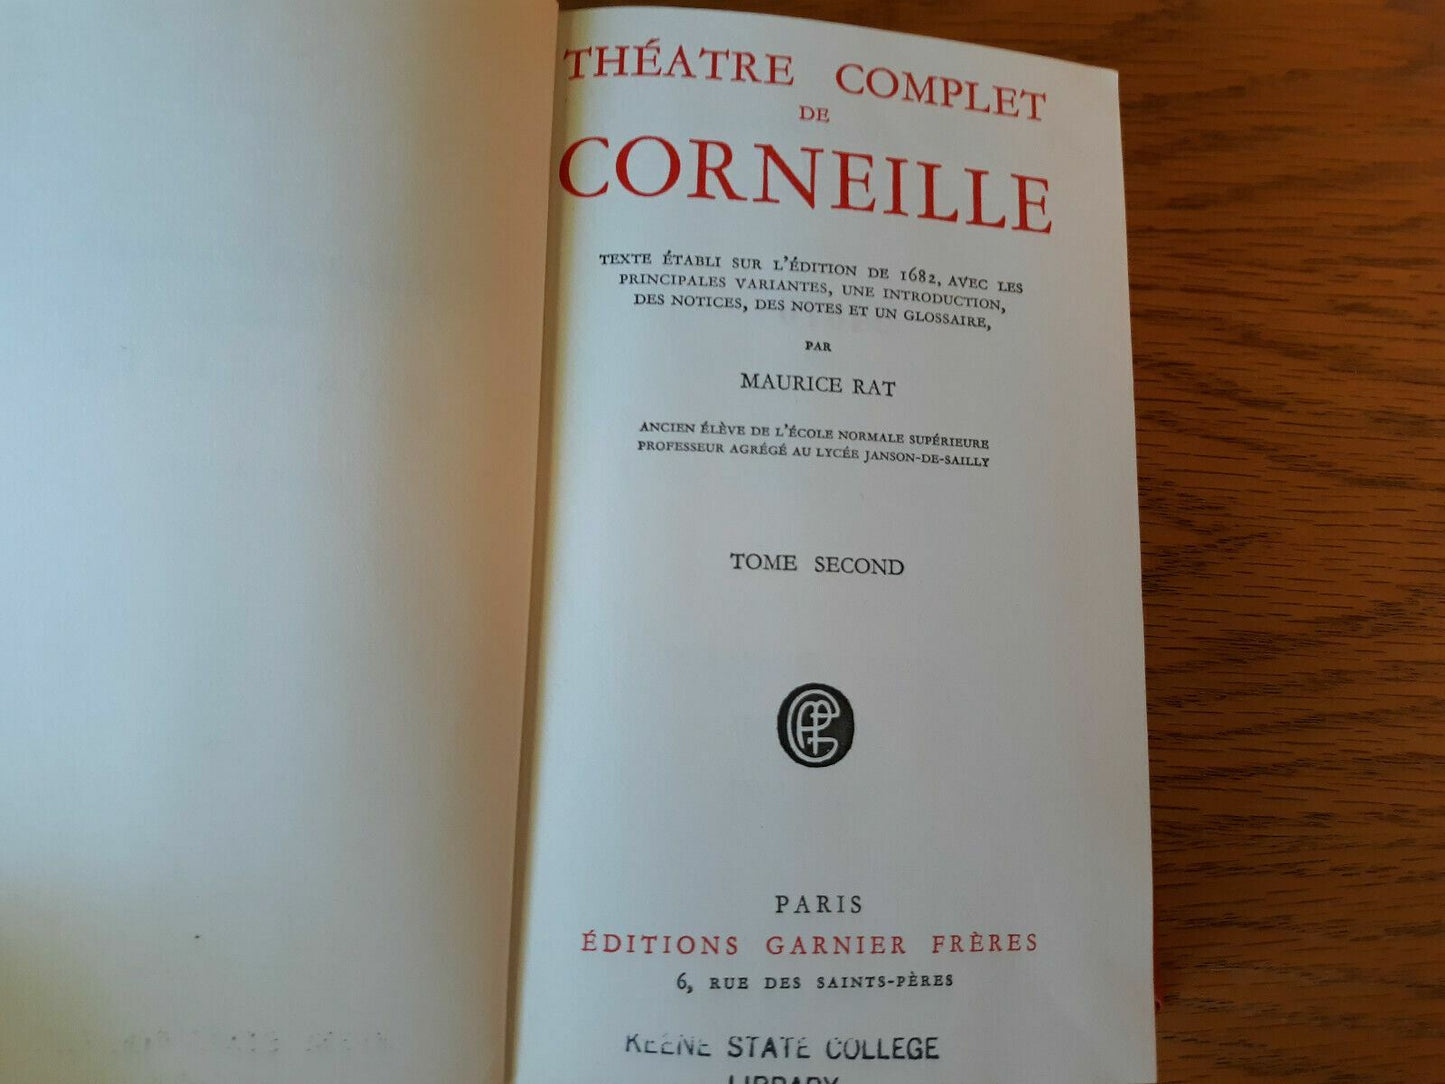 THÉATRE COMPLET
DE
CORNEILLE
TEXTE ÉTABLI SUR L'ÉDITION DE 1682, AVEC LES
PRINCIPALES VARIANTES, UNE INTRODUCTION,
DES NOTICES, DES NOTES ET UN GLOSSAIRE,
PAR
MAURICE RAT
ANCIEN ÉLÈVE DE L'ÉCOLE NORMALE SUPÉRIEURE
PROFESSEUR AGRÉGÉ AU LYCÉE JANSON-DE-SAILLY
TOME SECOND
PARIS
ÉDITIONS GARNIER FRÈRES
6, RUE DES SAINTS-PÈRES
KEENE STATE COLLEGE
LIBRARY